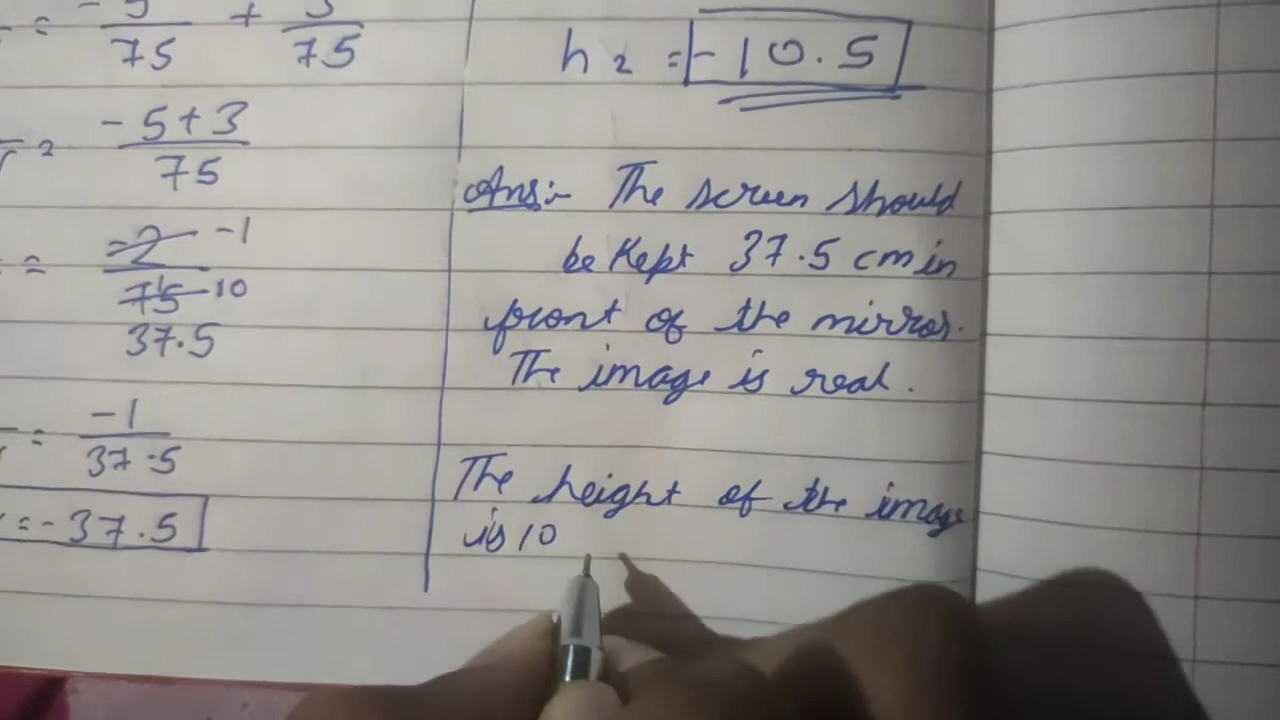 = -5/75 + 3/75
= -5+3/75
= -2 -1
75 10
37.5
= -1/37.5
= -37.5
h2 = -10.5
Ans:- The screen should
be kept 37.5 cm in
front of the mirror.
The image is real.
The height of the image
is 10